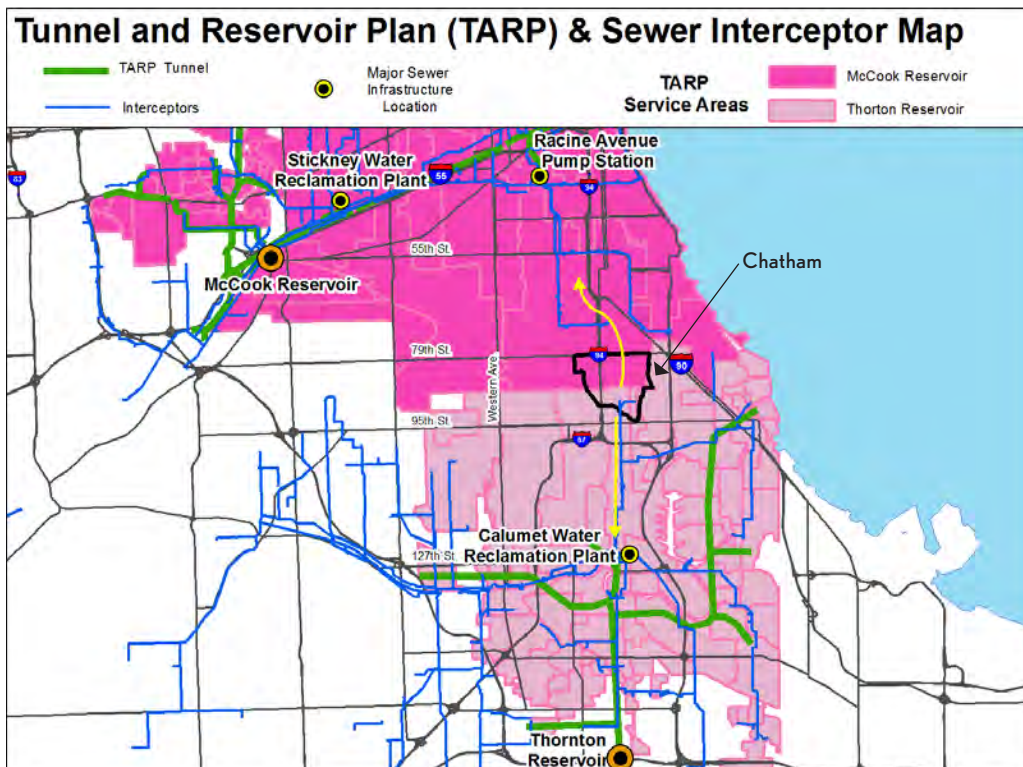 Tunnel and Reservoir Plan (TARP) & Sewer Interceptor Map
TARP Tunnel
Interceptors
Major Sewer
Infrastructure
Location
TARP
Service Areas
McCook Reservoir
Thorton Reservoir
83
Stickney Water
Reclamation Plant
55
Racine Avenue
Pump Station
94
55th St.
McCook Reservoir
Chatham
79th St.
94
90
Western Ave
95th St.
57
Calumet Water
Reclamation Plant
127th St.
Thornton
Reservoir